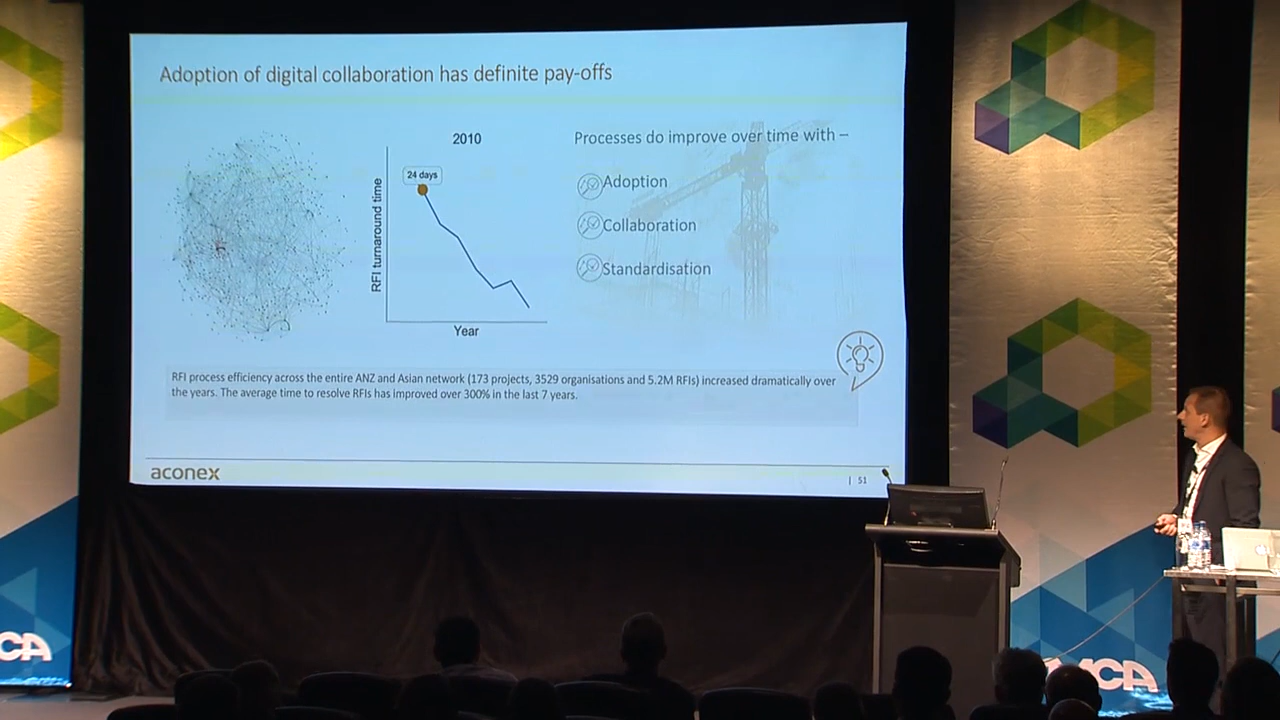 Adoption of digital collaboration has definite pay-offs
2010
24 days
RFI turnaround time
Year
Processes do improve over time with –
Adoption
Collaboration
Standardisation
RFI process efficiency across the entire ANZ and Asian network (173 projects, 3529 organisations and 5.2M RFIs) increased dramatically over
the years. The average time to resolve RFIs has improved over 300% in the last 7 years.
aconex
| 51
CA
MCA